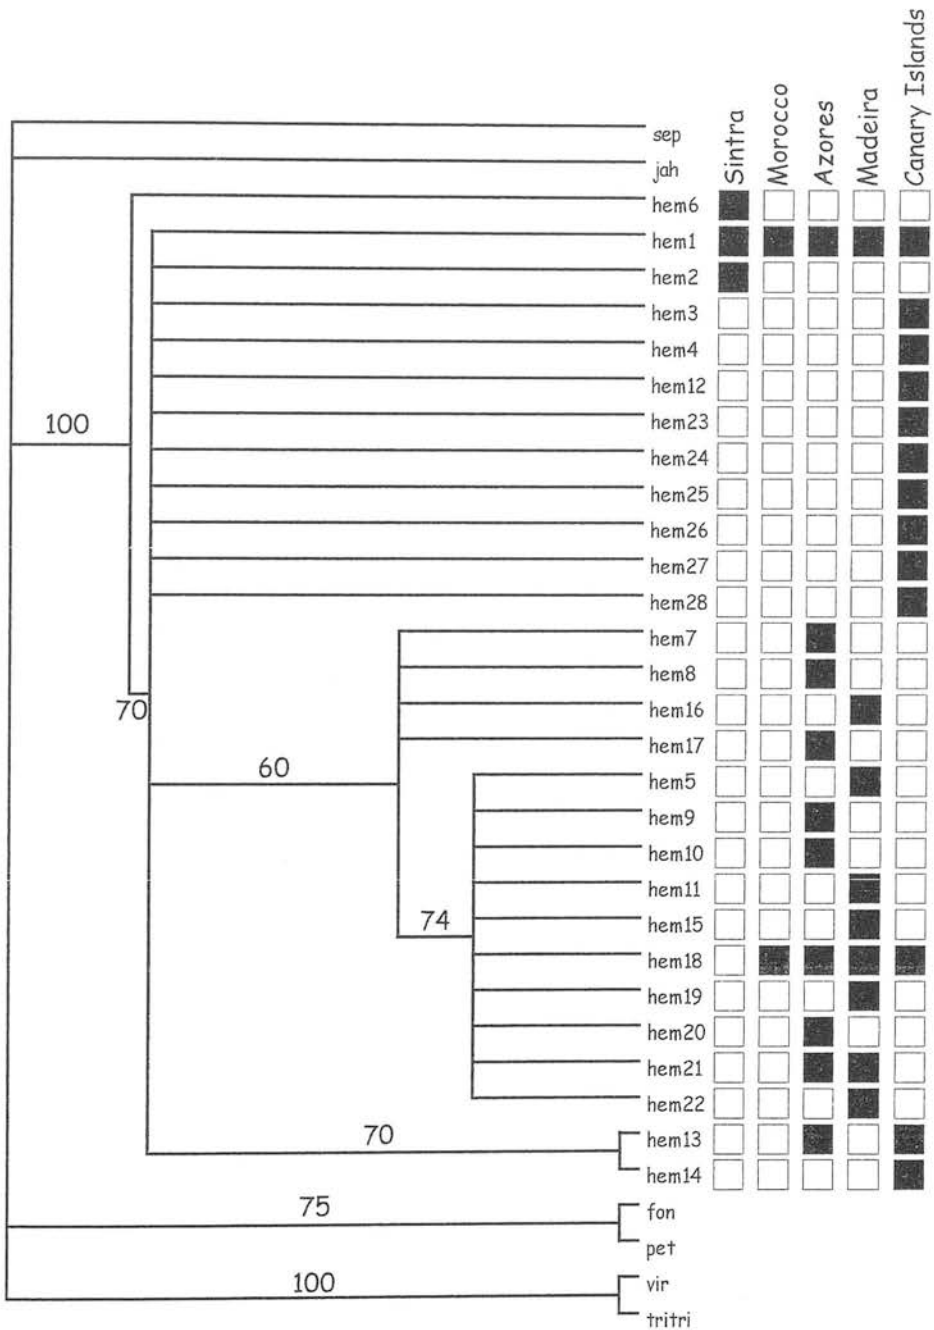 Sintra
Morocco
Azores
Madeira
Canary Islands
sep
jah
hem6
hem1
hem2
hem3
hem4
hem12
hem23
100
hem24
hem25
hem26
hem27
hem28
hem7
hem8
70
hem16
hem17
60
hem5
hem9
hem10
hem11
74
hem15
hem18
hem19
hem20
hem21
hem22
70
hem13
hem14
75
fon
pet
100
vir
tritri